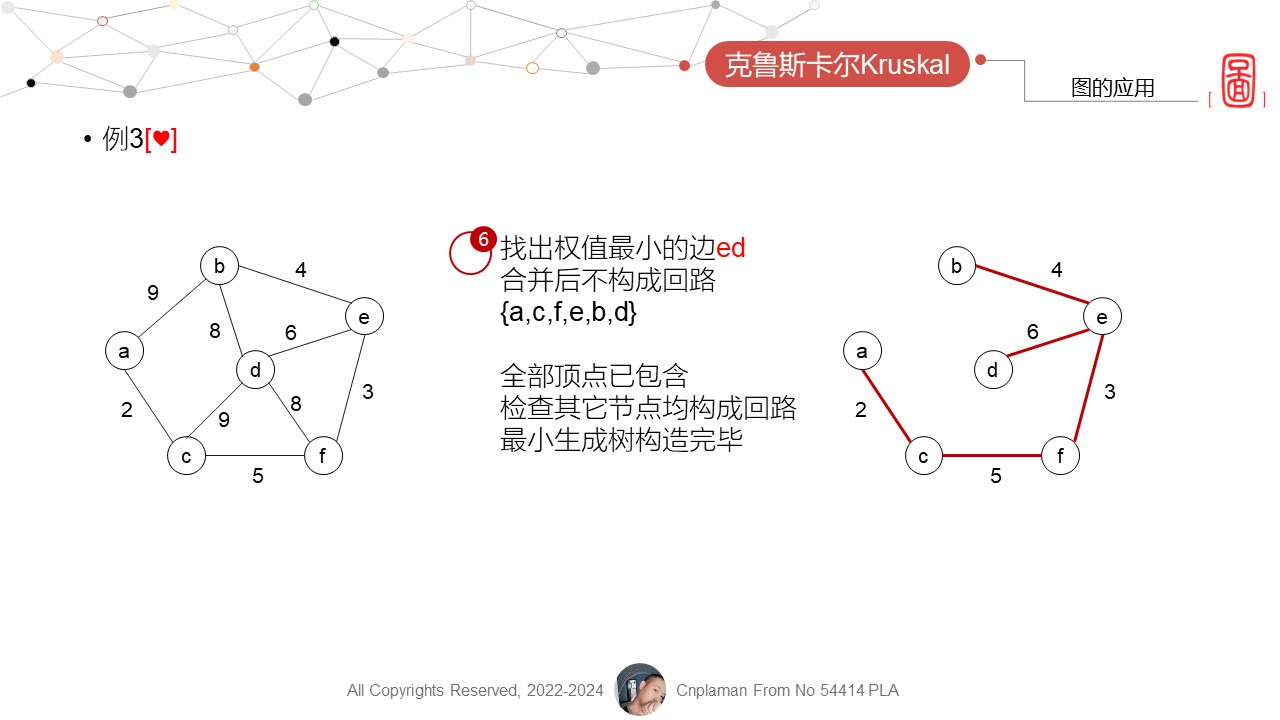 克鲁斯卡尔Kruskal
图的应用
• 例3[♥]
6
找出权值最小的边ed
合并后不构成回路
{a,c,f,e,b,d}
全部顶点已包含
检查其它节点均构成回路
最小生成树构造完毕
b
4
9
e
8
6
a
d
2
8
3
9
c
f
5
b
4
e
6
a
d
2
3
c
f
5
All Copyrights Reserved, 2022-2024
Cnplaman From No 54414 PLA